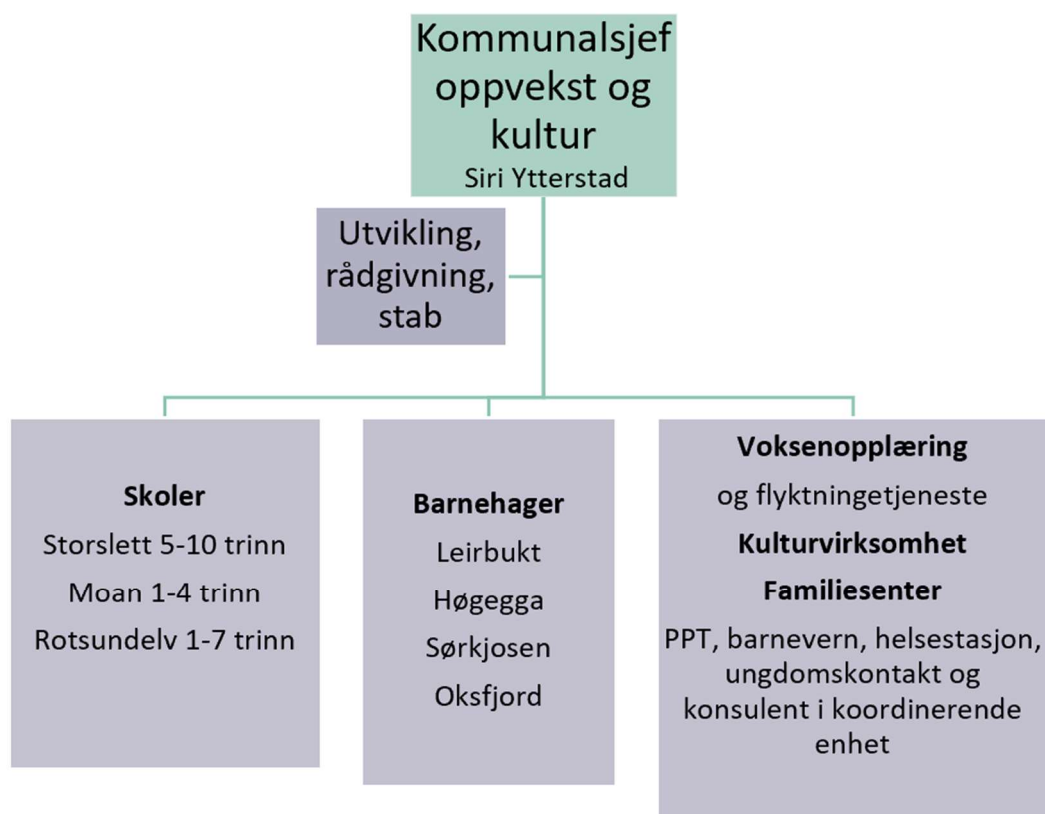 Kommunalsjef
oppvekst og
kultur
Siri Ytterstad
Utvikling,
rådgivning,
stab
Skoler
Storslett 5-10 trinn
Moan 1-4 trinn
Rotsundelv 1-7 trinn
Barnehager
Leirbukt
Høgegga
Sørkjosen
Oksfjord
Voksenopplæring
og flyktningetjeneste
Kulturvirksomhet
Familiesenter
PPT, barnevern, helsestasjon,
ungdomskontakt og
konsulent i koordinerende
enhet